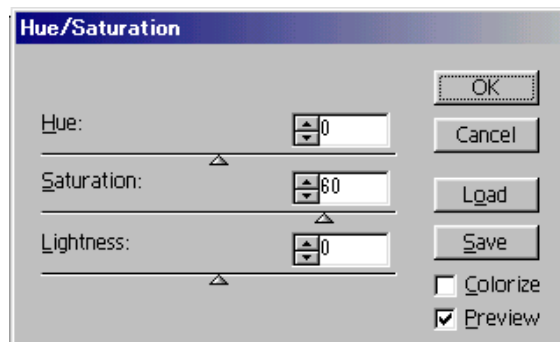 Hue/Saturation
OK
Hue:
0
Cancel
Saturation:
60
Load
Lightness:
0
Save
Colorize
Preview